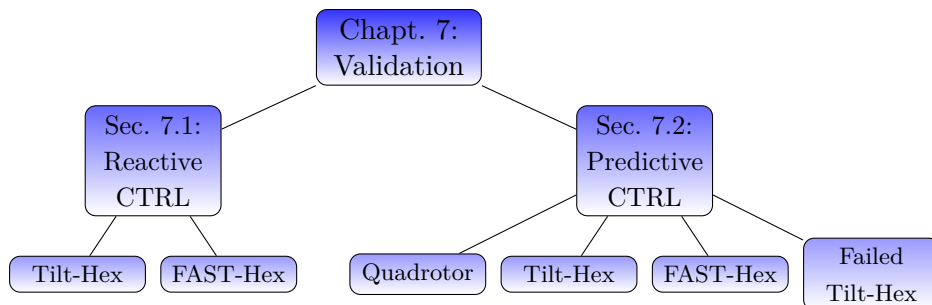 Chapt. 7:
Validation
Sec. 7.1:
Reactive
CTRL
Sec. 7.2:
Predictive
CTRL
Tilt-Hex
FAST-Hex
Quadrotor
Tilt-Hex
FAST-Hex
Failed
Tilt-Hex